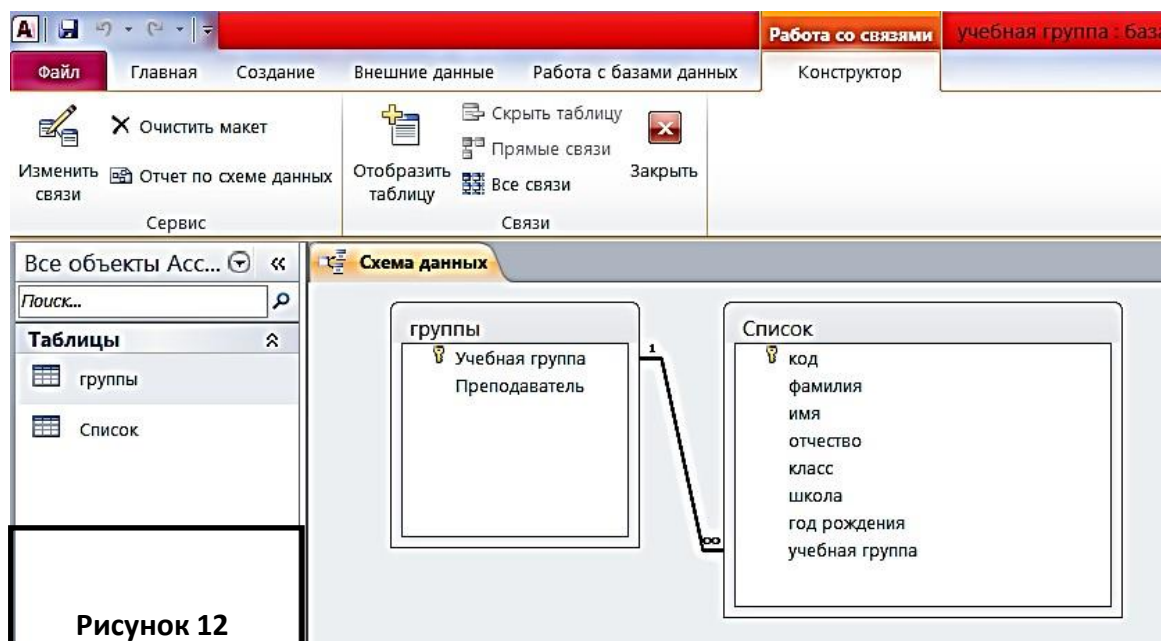 Работа со связями учебная группа : база
Файл Главная Создание Внешние данные Работа с базами данных Конструктор
Изменить связи
Очистить макет
Отчет по схеме данных
Сервис
Отобразить таблицу
Скрыть таблицу
Прямые связи
Все связи
Закрыть
Связи
Все объекты Acc...
Поиск...
Таблицы
группы
Список
Схема данных
группы
Учебная группа
Преподаватель
1
∞
Список
код
фамилия
имя
отчество
класс
школа
год рождения
учебная группа
Рисунок 12